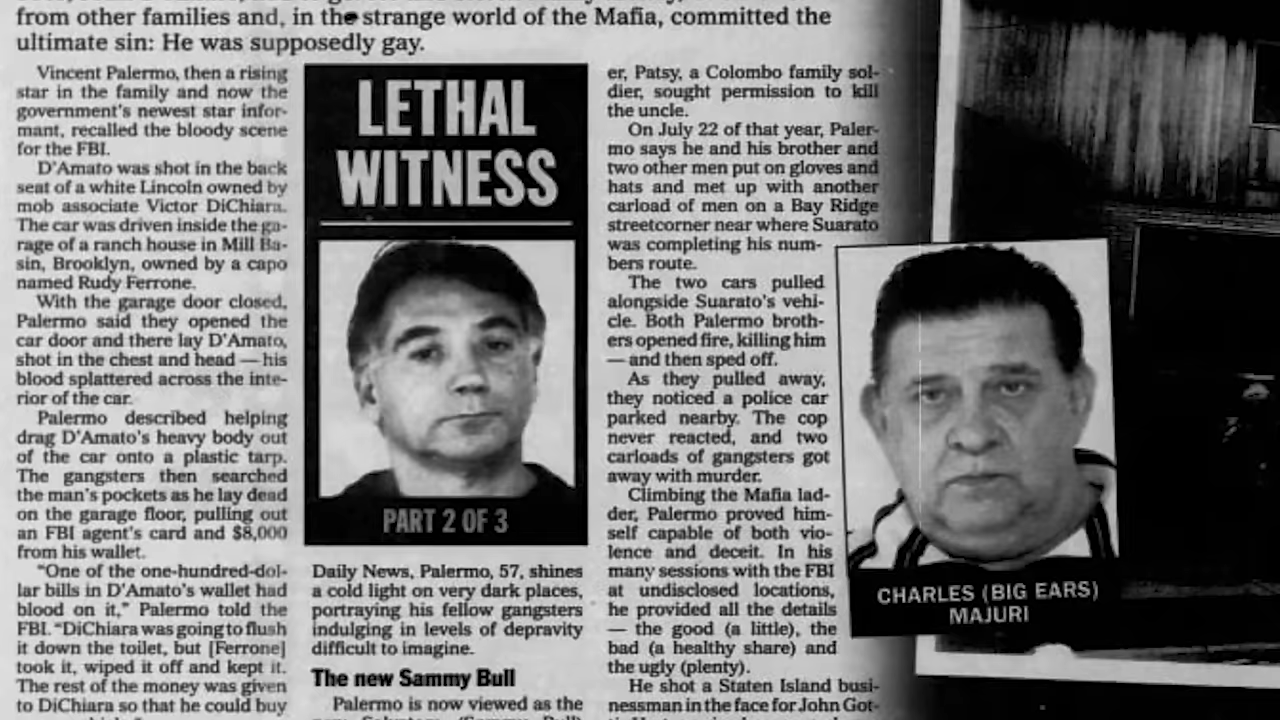 from other families and, in the strange world of the Mafia, committed the
ultimate sin: He was supposedly gay.
Vincent Palermo, then a rising
star in the family and now the
government's newest star infor-
mant, recalled the bloody scene
for the FBI.
D'Amato was shot in the back
seat of a white Lincoln owned by
mob associate Victor DiChiara.
The car was driven inside the ga-
rage of a ranch house in Mill Ba-
sin, Brooklyn, owned by a capo
named Rudy Ferrone.
With the garage door closed,
Palermo said they opened the
car door and there lay D'Amato,
shot in the chest and head — his
blood splattered across the inte-
rior of the car.
Palermo described helping
drag D'Amato's heavy body out
of the car onto a plastic tarp.
The gangsters then searched
the man's pockets as he lay dead
on the garage floor, pulling out
an FBI agent's card and $8,000
from his wallet.
"One of the one-hundred-dol-
lar bills in D'Amato's wallet had
blood on it," Palermo told the
FBI. "DiChiara was going to flush
it down the toilet, but [Ferrone]
took it, wiped it off and kept it.
The rest of the money was given
to DiChiara so that he could buy
LETHAL
WITNESS
PART 2 OF 3
Daily News, Palermo, 57, shines
a cold light on very dark places,
portraying his fellow gangsters
indulging in levels of depravity
difficult to imagine.
The new Sammy Bull
Palermo is now viewed as the
er, Patsy, a Colombo family sol-
dier, sought permission to kill
the uncle.
On July 22 of that year, Paler-
mo says he and his brother and
two other men put on gloves and
hats and met up with another
carload of men on a Bay Ridge
streetcorner near where Suarato
was completing his num-
bers route.
The two cars pulled
alongside Suarato's vehi-
cle. Both Palermo broth-
ers opened fire, killing him
— and then sped off.
As they pulled away,
they noticed a police car
parked nearby. The cop
never reacted, and two
carloads of gangsters got
away with murder.
Climbing the Mafia lad-
der, Palermo proved him-
self capable of both vio-
lence and deceit. In his
many sessions with the FBI
at undisclosed locations,
he provided all the details
— the good (a little), the
bad (a healthy share) and
the ugly (plenty).
He shot a Staten Island busi-
nessman in the face for John Got-
CHARLES (BIG EARS)
MAJURI